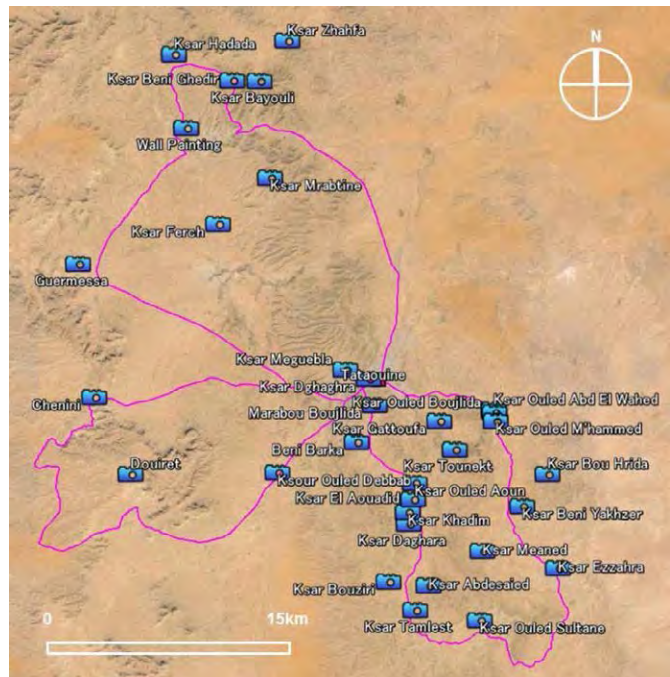 Ksar Zhahfa
Ksar Hadada
N
Ksar Beni Ghedir
Ksar Bayouli
Wall Painting
Ksar Mrabtine
Ksar Ferch
Guermessa
Ksar Meguebla
Tataouine
Ksar Dghaghra
Chenini
Ksar Ouled Boujlida
Ksar Ouled Abd El Wahed
Marabou Boujlida
Ksar Gattoufa
Ksar Ouled M'hammed
Beni Barka
Ksar Tounekt
Douiret
Ksar Bou Hrida
Ksour Ouled Debbab
Ksar Ouled Aoun
Ksar El Aouadid
Ksar Beni Yakhzer
Ksar Khadim
Ksar Daghara
Ksar Meaned
Ksar Ezzahra
Ksar Bouziri
Ksar Abdesaied
0
15km
Ksar Tamlest
Ksar Ouled Sultane